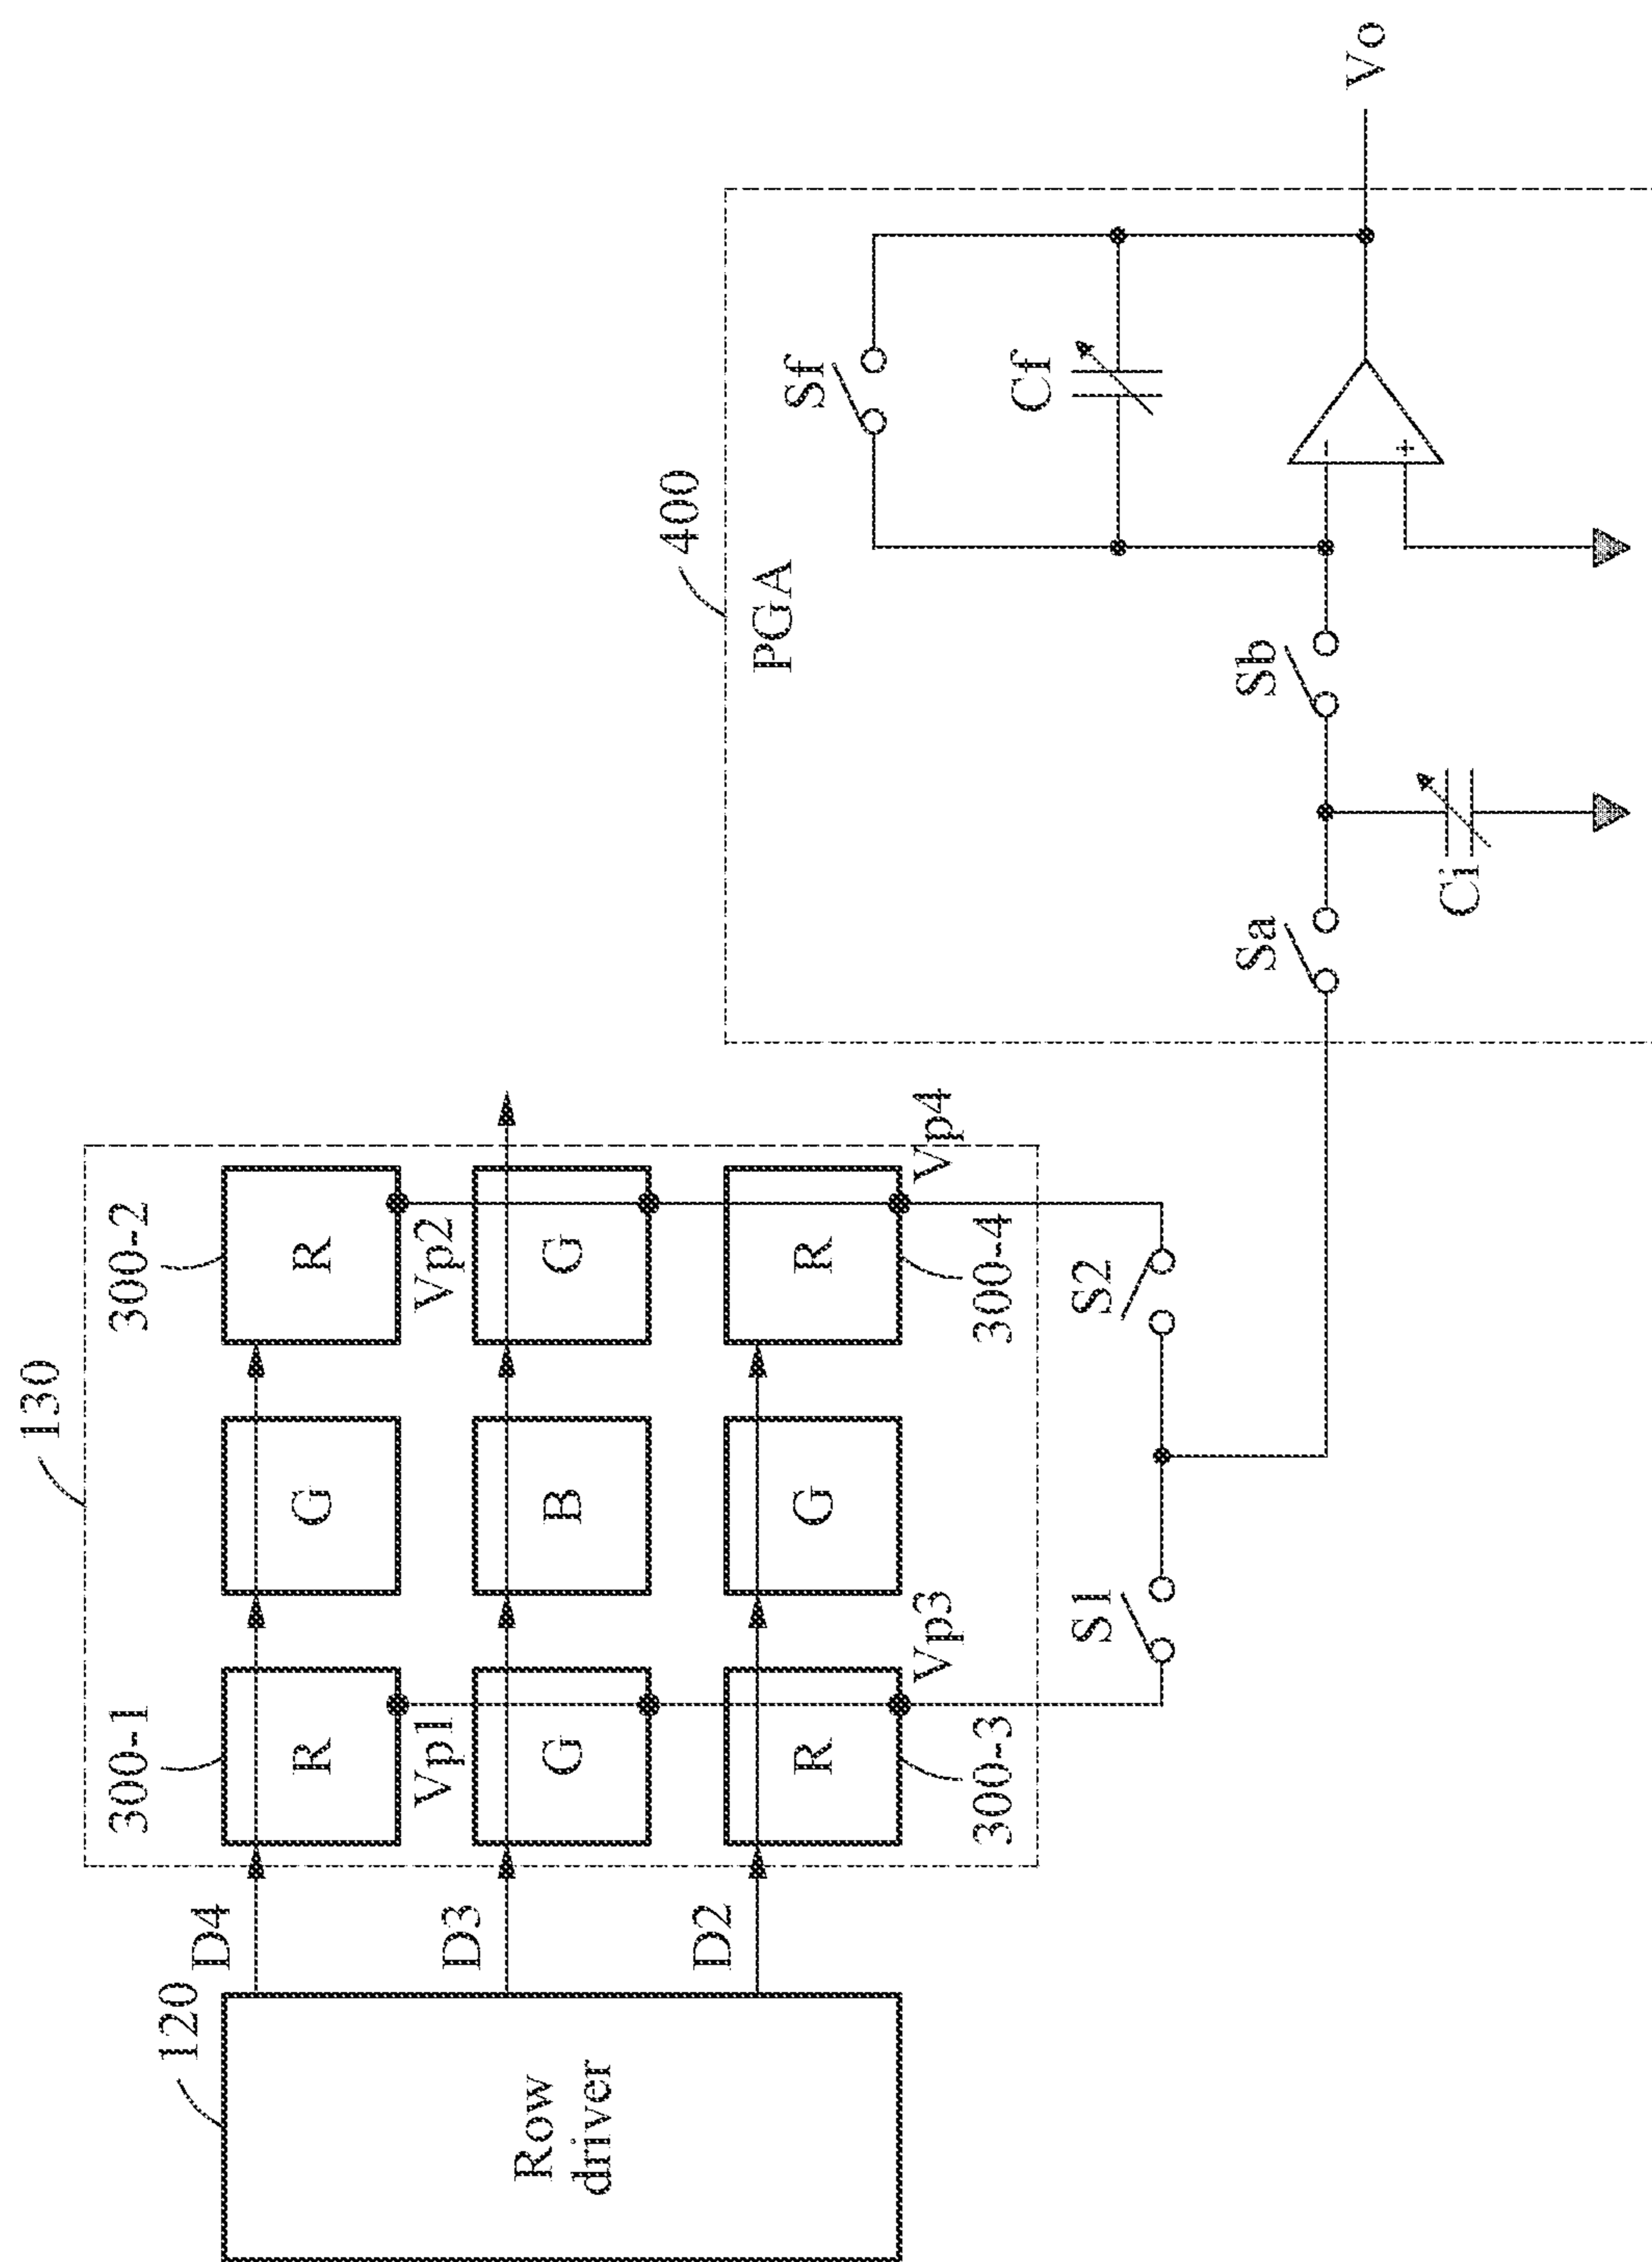 130
300-1
300-2
120
D4
R
G
R
Vp1
Vp2
D3
G
B
G
Row
driver
D2
R
G
R
Vp3
Vp4
300-3
300-4
S1
S2
400
PGA
Sf
Cf
Sa
Sb
Ci
−
+
Vo